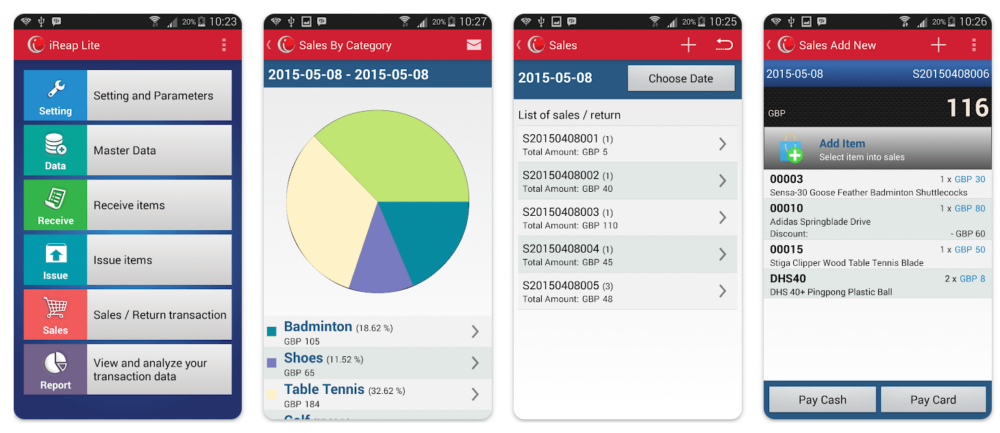 20% 10:23
iReap Lite
Setting
Setting and Parameters
Data
Master Data
Receive
Receive items
Issue
Issue items
Sales
Sales / Return transaction
Report
View and analyze your
transaction data
20% 10:27
Sales By Category
2015-05-08 - 2015-05-08
Badminton (18.62 %)
GBP 105
Shoes (11.52 %)
GBP 65
Table Tennis (32.62 %)
GBP 184
20% 10:25
Sales
2015-05-08 Choose Date
List of sales / return
S20150408001 (1)
Total Amount: GBP 5
S20150408002 (1)
Total Amount: GBP 40
S20150408003 (1)
Total Amount: GBP 110
S20150408004 (1)
Total Amount: GBP 45
S20150408005 (3)
Total Amount: GBP 48
20% 10:26
Sales Add New
2015-05-08 S20150408006
GBP 116
Add Item
Select item into sales
00003 1 x GBP 30
Sensa-30 Goose Feather Badminton Shuttlecocks
00010 1 x GBP 80
Adidas Springblade Drive
Discount: - GBP 60
00015 1 x GBP 50
Stiga Clipper Wood Table Tennis Blade
DHS40 2 x GBP 8
DHS 40+ Pingpong Plastic Ball
Pay Cash Pay Card